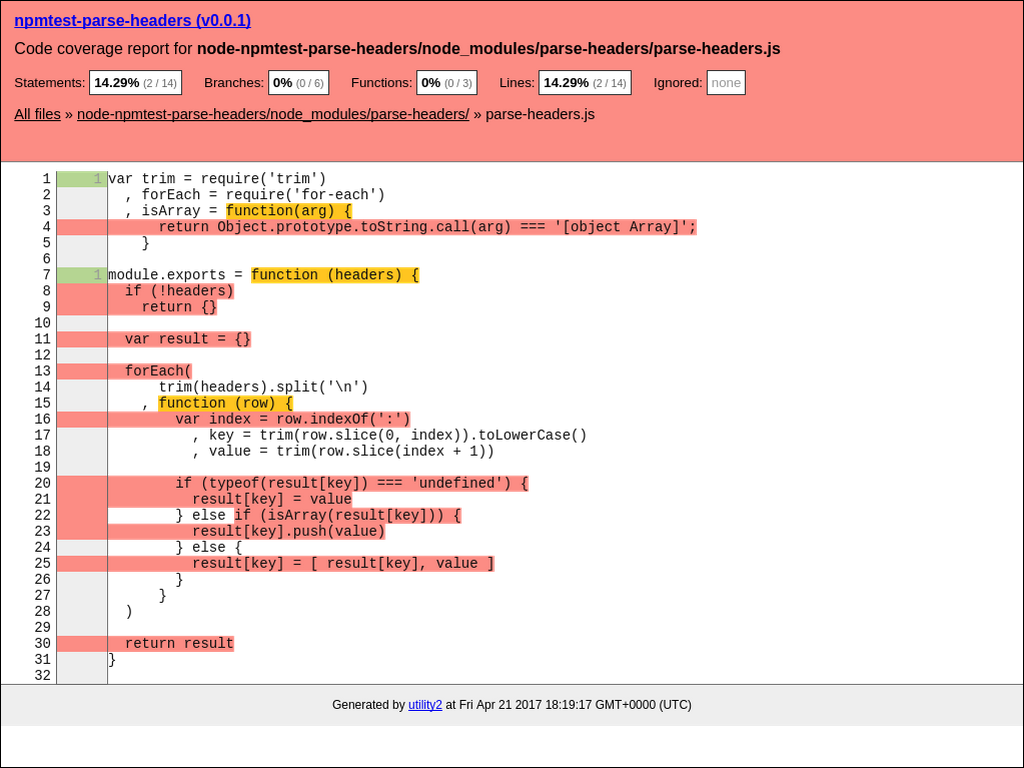 npmtest-parse-headers (v0.0.1)
Code coverage report for node-npmtest-parse-headers/node_modules/parse-headers/parse-headers.js
Statements: 14.29% (2 / 14) Branches: 0% (0 / 6) Functions: 0% (0 / 3) Lines: 14.29% (2 / 14) Ignored: none
All files » node-npmtest-parse-headers/node_modules/parse-headers/ » parse-headers.js
1 1 var trim = require('trim')
2 , forEach = require('for-each')
3 , isArray = function(arg) {
4 return Object.prototype.toString.call(arg) === '[object Array]';
5 }
6
7 1 module.exports = function (headers) {
8 if (!headers)
9 return {}
10
11 var result = {}
12
13 forEach(
14 trim(headers).split('\n')
15 , function (row) {
16 var index = row.indexOf(':')
17 , key = trim(row.slice(0, index)).toLowerCase()
18 , value = trim(row.slice(index + 1))
19
20 if (typeof(result[key]) === 'undefined') {
21 result[key] = value
22 } else if (isArray(result[key])) {
23 result[key].push(value)
24 } else {
25 result[key] = [ result[key], value ]
26 }
27 }
28 )
29
30 return result
31 }
32
Generated by utility2 at Fri Apr 21 2017 18:19:17 GMT+0000 (UTC)